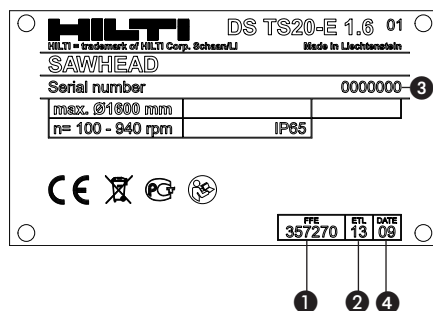 HILTI DS TS20-E 1.6 01
HILTI = trademark of HILTI Corp. Schaan/LI Made in Liechtenstein
SAWHEAD
Serial number 0000000 3
max. Ø1600 mm
n= 100 - 940 rpm IP65
CE PCT
FFE ETL DATE
357270 13 09
1 2 4